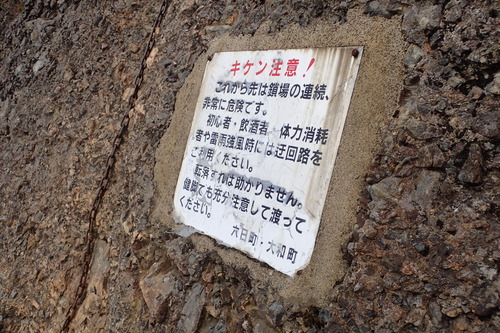 キケン注意！
これから先は鎖場の連続、
非常に危険です。
初心者・飲酒者・体力消耗
者や雷雨強風時には迂回路を
ご利用ください。
転落すれば助かりません。
健脚でも充分注意して渡って
ください。
六日町・大和町